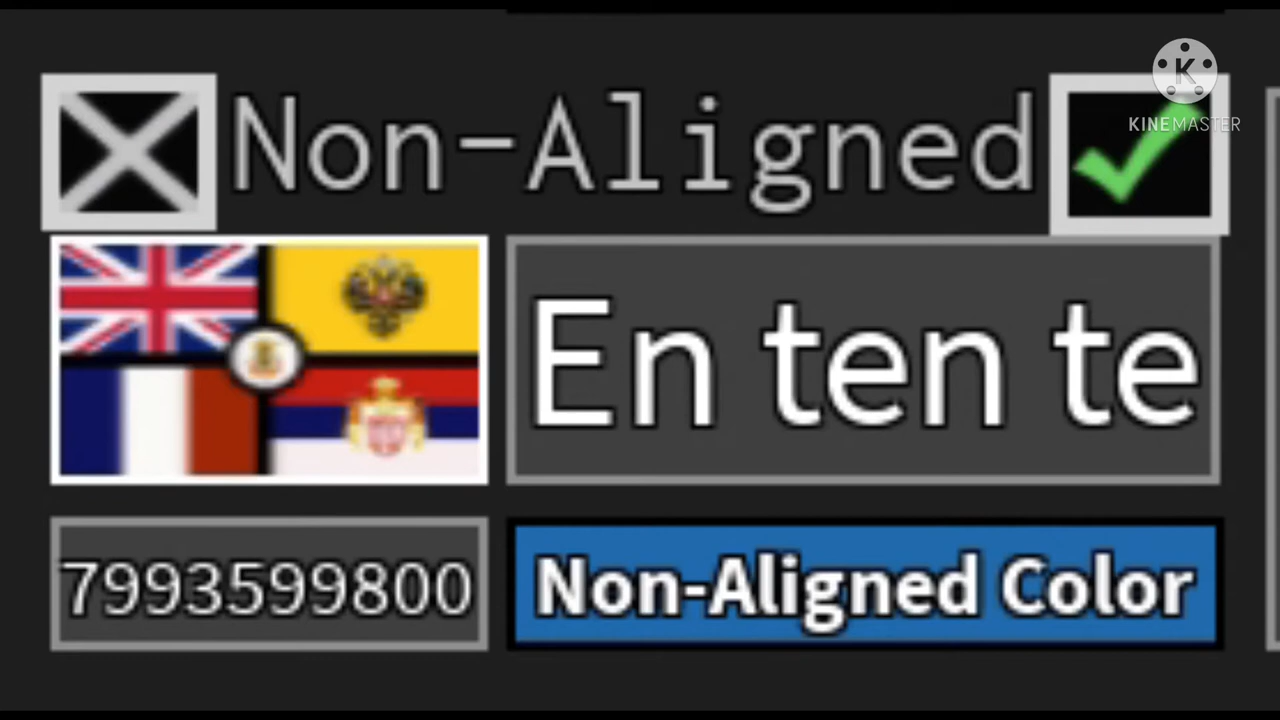 Non-Aligned
K
KINEMASTER
En ten te
7993599800
Non-Aligned Color